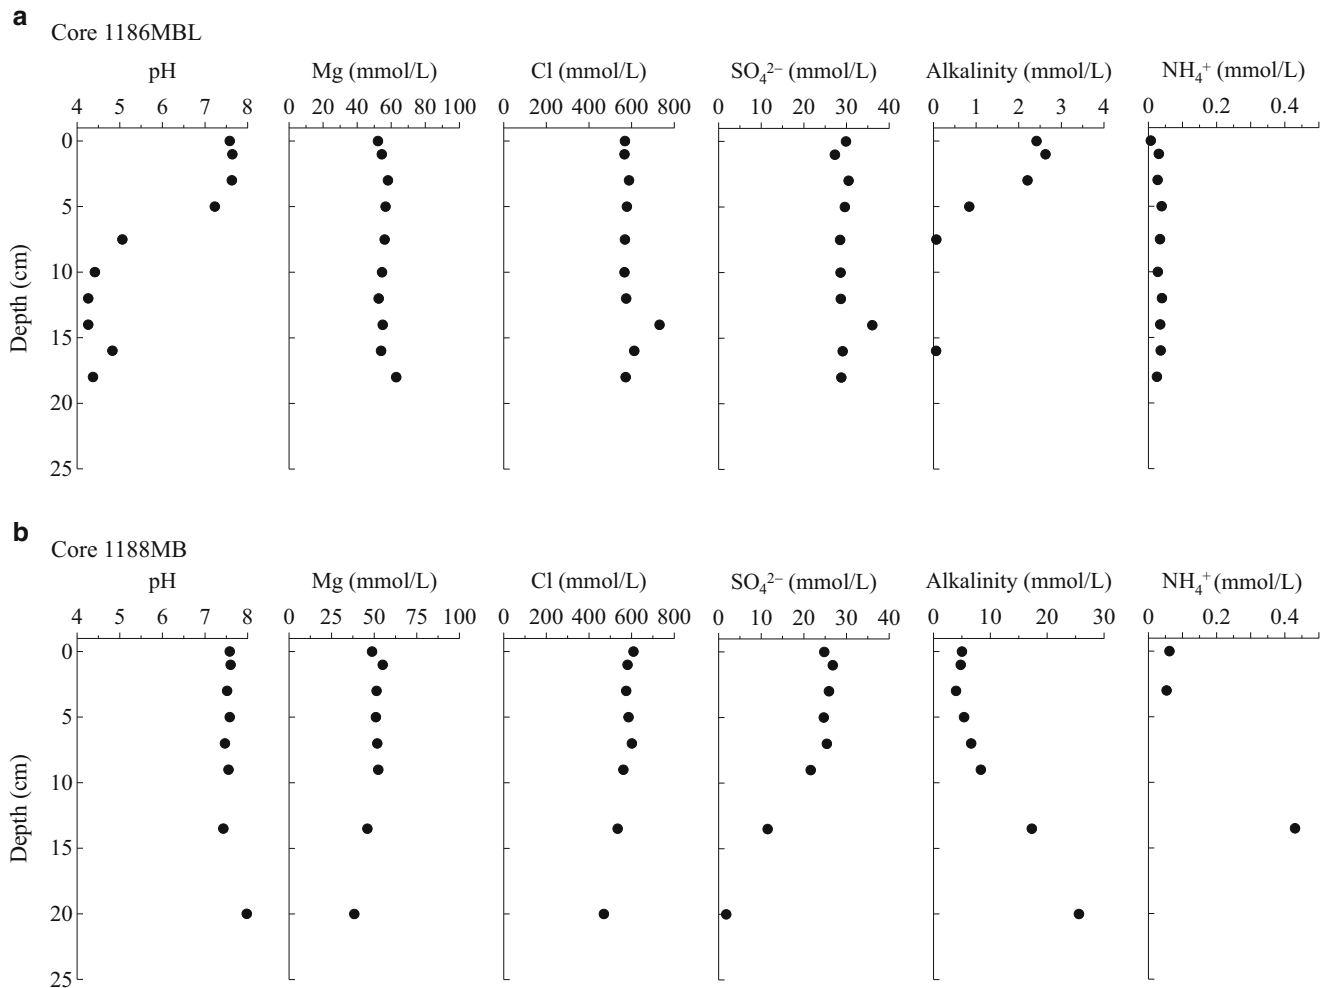 a
Core 1186MBL
pH Mg (mmol/L) Cl (mmol/L) SO₄²⁻ (mmol/L) Alkalinity (mmol/L) NH₄⁺ (mmol/L)
4 5 6 7 8 0 20 40 60 80 100 0 200 400 600 800 0 10 20 30 40 0 1 2 3 4 0 0.2 0.4
0
5
10
15
20
25
Depth (cm)
b
Core 1188MB
pH Mg (mmol/L) Cl (mmol/L) SO₄²⁻ (mmol/L) Alkalinity (mmol/L) NH₄⁺ (mmol/L)
4 5 6 7 8 0 25 50 75 100 0 200 400 600 800 0 10 20 30 40 0 10 20 30 0 0.2 0.4
0
5
10
15
20
25
Depth (cm)